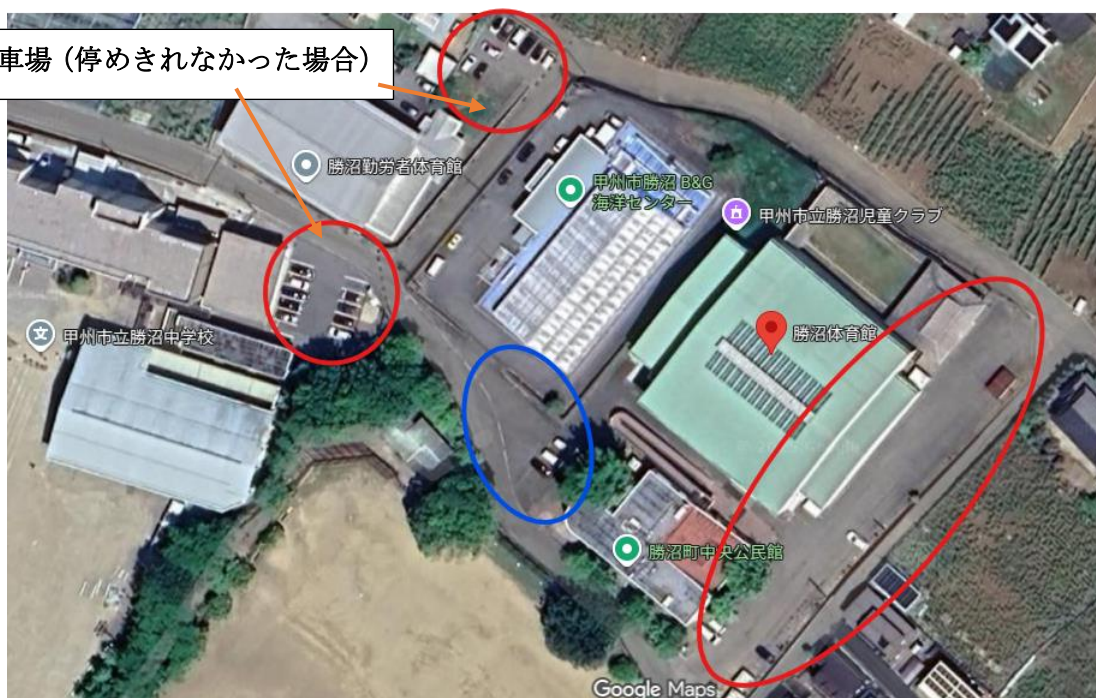 車場（停めきれなかった場合）
勝沼勤労者体育館
甲州市勝沼 B&G
海洋センター
甲州市立勝沼児童クラブ
文
甲州市立勝沼中学校
勝沼体育館
勝沼町中央公民館
Google Maps